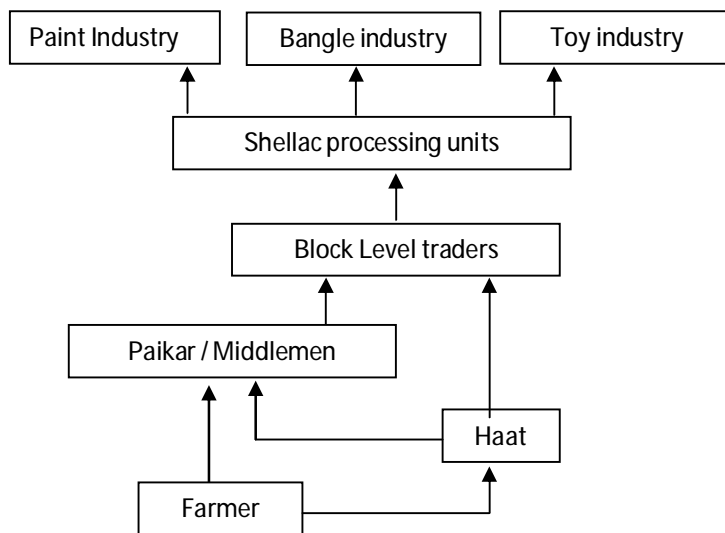 Paint Industry
Bangle industry
Toy industry
Shellac processing units
Block Level traders
Paikar / Middlemen
Haat
Farmer